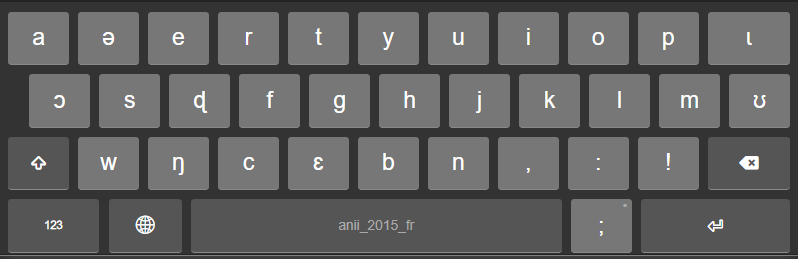 a ə e r t y u i o p ɩ
ɔ s ɖ f g h j k l m ʊ
w ŋ c ɛ b n , : !
123 anii_2015_fr ;